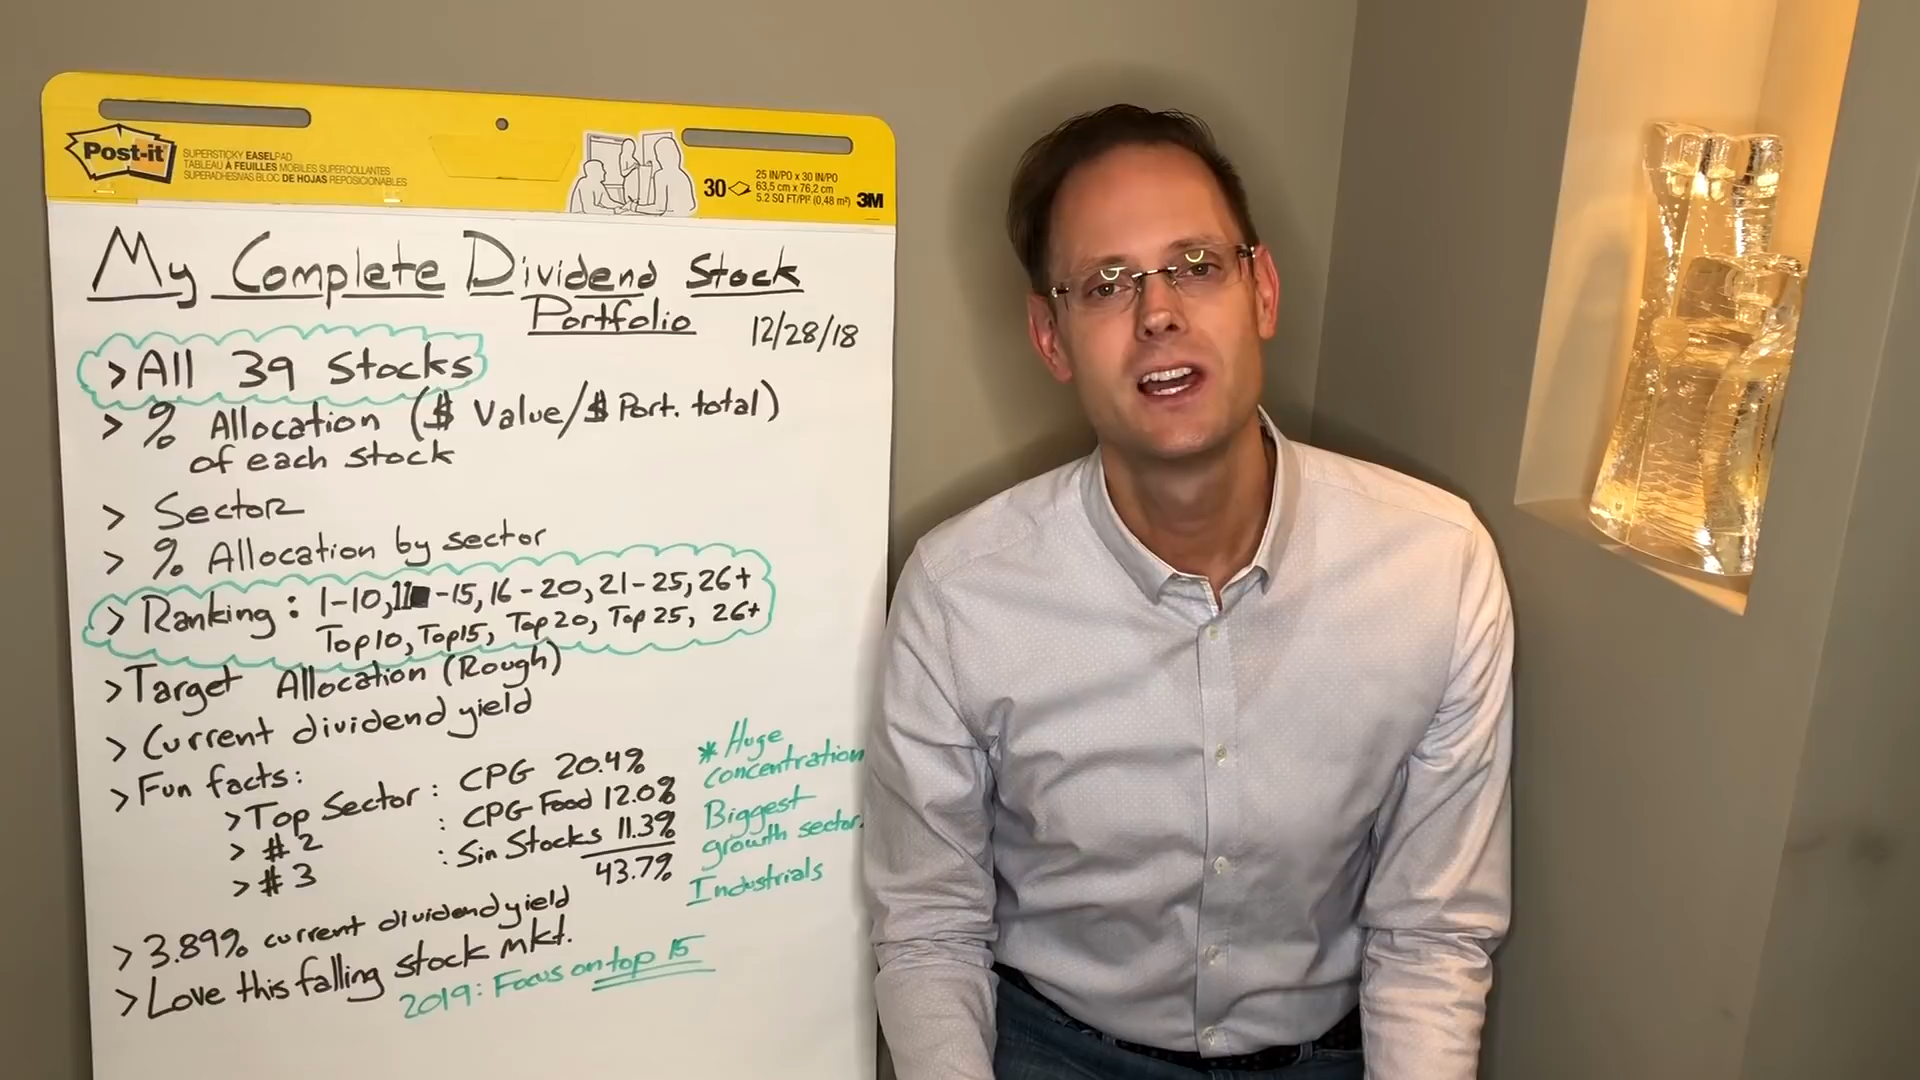 Post-it
SUPERSTICKY EASEL PAD
TABLEAU À FEUILLES MOBILES SUPERCOLLANTES
SUPERADHESIVAS BLOC DE HOJAS REPOSICIONABLES
30
25 IN/PO x 30 IN/PO
63,5 cm x 76,2 cm
5.2 SQ FT/PI² (0,48 m²)
3M
My Complete Dividend Stock
Portfolio
12/28/18
> All 39 Stocks
> % Allocation ($ Value/$ Port. total)
of each stock
> Sector
> % Allocation by sector
> Ranking: 1-10, 11-15, 16-20, 21-25, 26+
Top 10, Top 15, Top 20, Top 25, 26+
> Target Allocation (Rough)
> Current dividend yield
> Fun facts:
> Top Sector: CPG 20.4%
> #2 : CPG Food 12.0%
> #3 : Sin Stocks 11.3%
43.7%
* Huge
concentration
Biggest
growth sector.
Industrials
> 3.89% current dividend yield
> Love this falling stock mkt.
2019: Focus on top 15